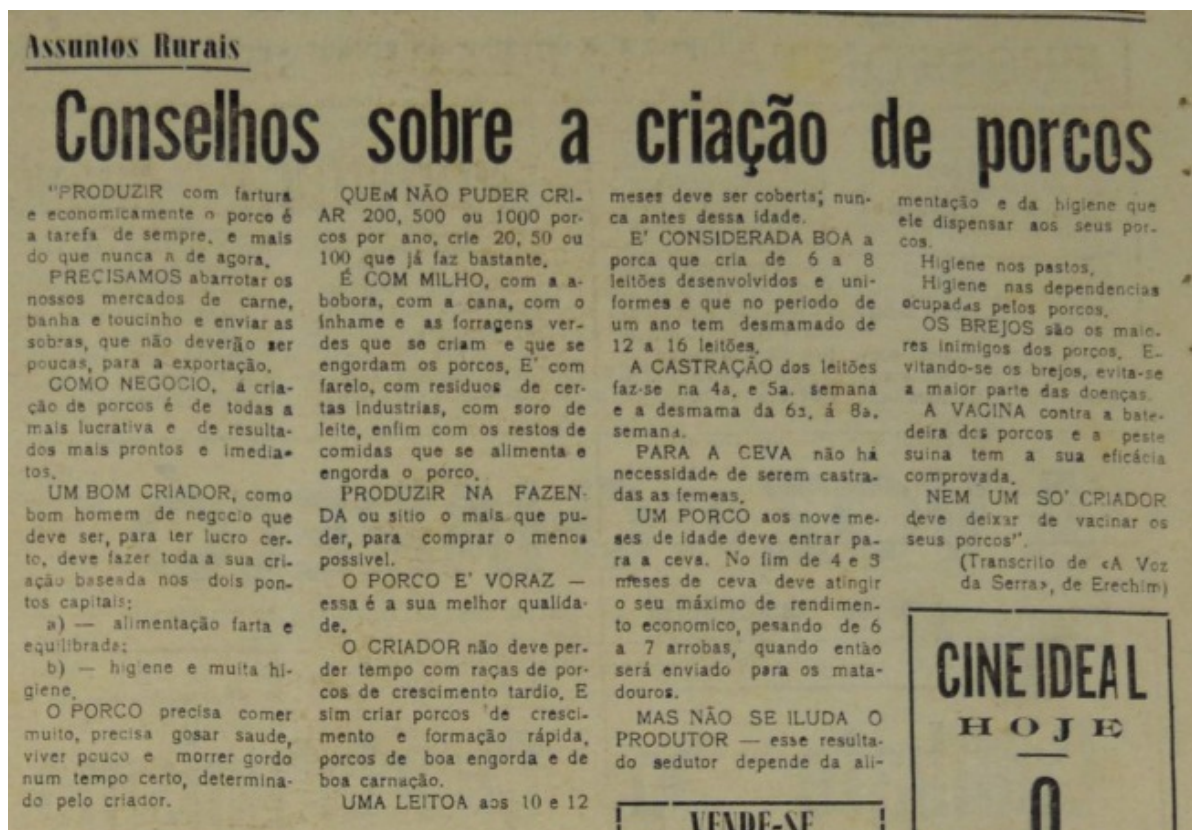 Assuntos Rurais
Conselhos sobre a criação de porcos
"PRODUZIR com fartura
e economicamente o porco é
a tarefa de sempre, e mais
do que nunca a de agora.
PRECISAMOS abarrotar os
nossos mercados de carne,
banha e toucinho e enviar as
sobras, que não deverão ser
poucas, para a exportação.
COMO NEGOCIO, á cria-
ção de porcos é de todas a
mais lucrativa e de resulta-
dos mais prontos e imedia-
tos.
UM BOM CRIADOR, como
bom homem de negocio que
deve ser, para ter lucro cer-
to, deve fazer toda a sua cri-
ação baseada nos dois pon-
tos capitais:
a) — alimentação farta e
equilibrada;
b) — higiene e muita hi-
giene.
O PORCO precisa comer
muito, precisa gosar saude,
viver pouco e morrer gordo
num tempo certo, determina-
do pelo criador.
QUEM NÃO PUDER CRI-
AR 200, 500 ou 1000 por-
cos por ano, crie 20, 50 ou
100 que já faz bastante.
É COM MILHO, com a a-
bobora, com a cana, com o
inhame e as forragens ver-
des que se criam e que se
engordam os porcos. E' com
farelo, com residuos de cer-
tas industrias, com soro de
leite, enfim com os restos de
comidas que se alimenta e
engorda o porco.
PRODUZIR NA FAZEN-
DA ou sitio o mais que pu-
der, para comprar o menos
possivel.
O PORCO E' VORAZ —
essa é a sua melhor qualida-
de.
O CRIADOR não deve per-
der tempo com raças de por-
cos de crescimento tardio. E
sim criar porcos de cresci-
mento e formação rápida,
porcos de boa engorda e de
boa carnação.
UMA LEITOA aos 10 e 12
meses deve ser coberta; nun-
ca antes dessa idade.
E' CONSIDERADA BOA a
porca que cria de 6 a 8
leitões desenvolvidos e uni-
formes e que no periodo de
um ano tem desmamado de
12 a 16 leitões.
A CASTRAÇÃO dos leitões
faz-se na 4a. e 5a. semana
e a desmama da 6a. á 8a.
semana.
PARA A CEVA não há
necessidade de serem castra-
das as femeas.
UM PORCO aos nove me-
ses de idade deve entrar pa-
ra a ceva. No fim de 4 e 5
meses de ceva deve atingir
o seu máximo de rendimen-
to economico, pesando de 6
a 7 arrobas, quando então
será enviado para os mata-
douros.
MAS NÃO SE ILUDA O
PRODUTOR — esse resulta-
do sedutor depende da ali-
mentação e da higiene que
ele dispensar aos seus por-
cos.
Higiene nos pastos.
Higiene nas dependencias
ocupadas pelos porcos.
OS BREJOS são os maio-
res inimigos dos porcos. E-
vitando-se os brejos, evita-se
a maior parte das doenças.
A VACINA contra a bate-
deira dos porcos e a peste
suina tem a sua eficácia
comprovada.
NEM UM SO' CRIADOR
deve deixar de vacinar os
seus porcos".
(Transcrito de «A Voz
da Serra», de Erechim)
VENDE-SE
CINE IDEAL
HOJE
O